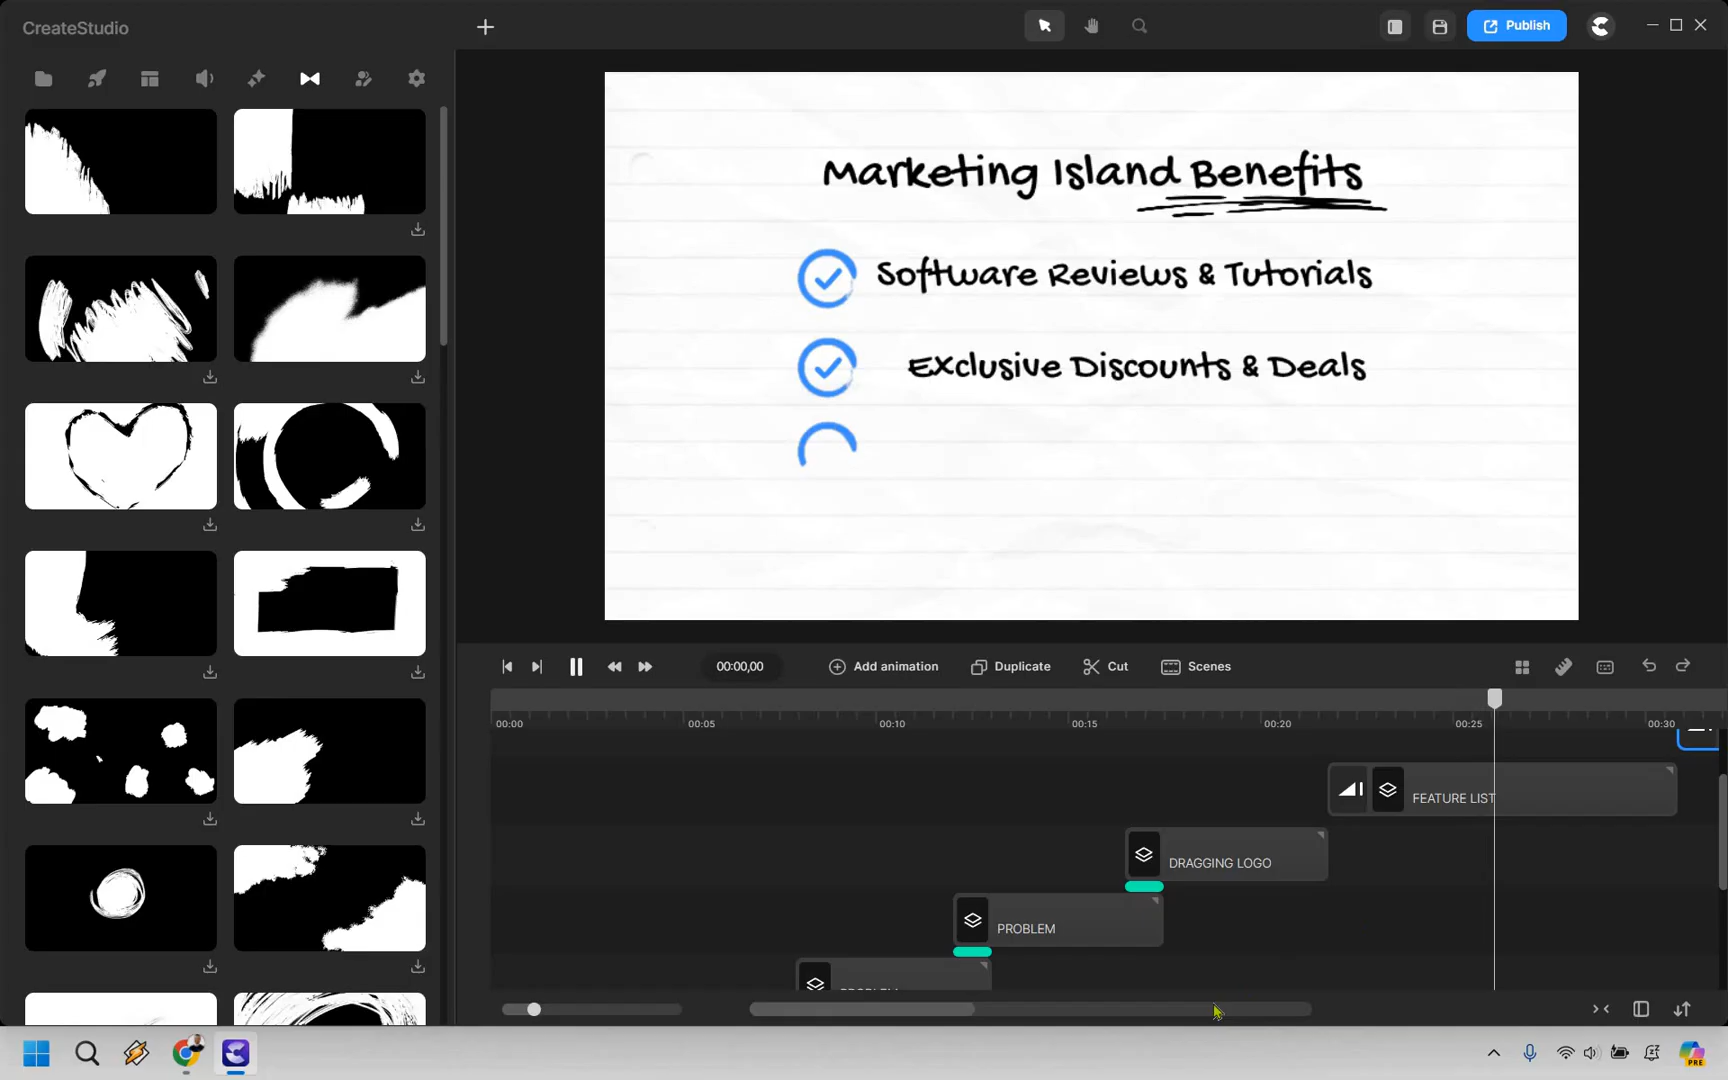 CreateStudio
Publish
Marketing Island Benefits
Software Reviews & Tutorials
Exclusive Discounts & Deals
00:00,00
Add animation
Duplicate
Cut
Scenes
00:00
00:05
00:10
00:15
00:20
00:25
00:30
FEATURE LIST
DRAGGING LOGO
PROBLEM
PROBLEM
PRE